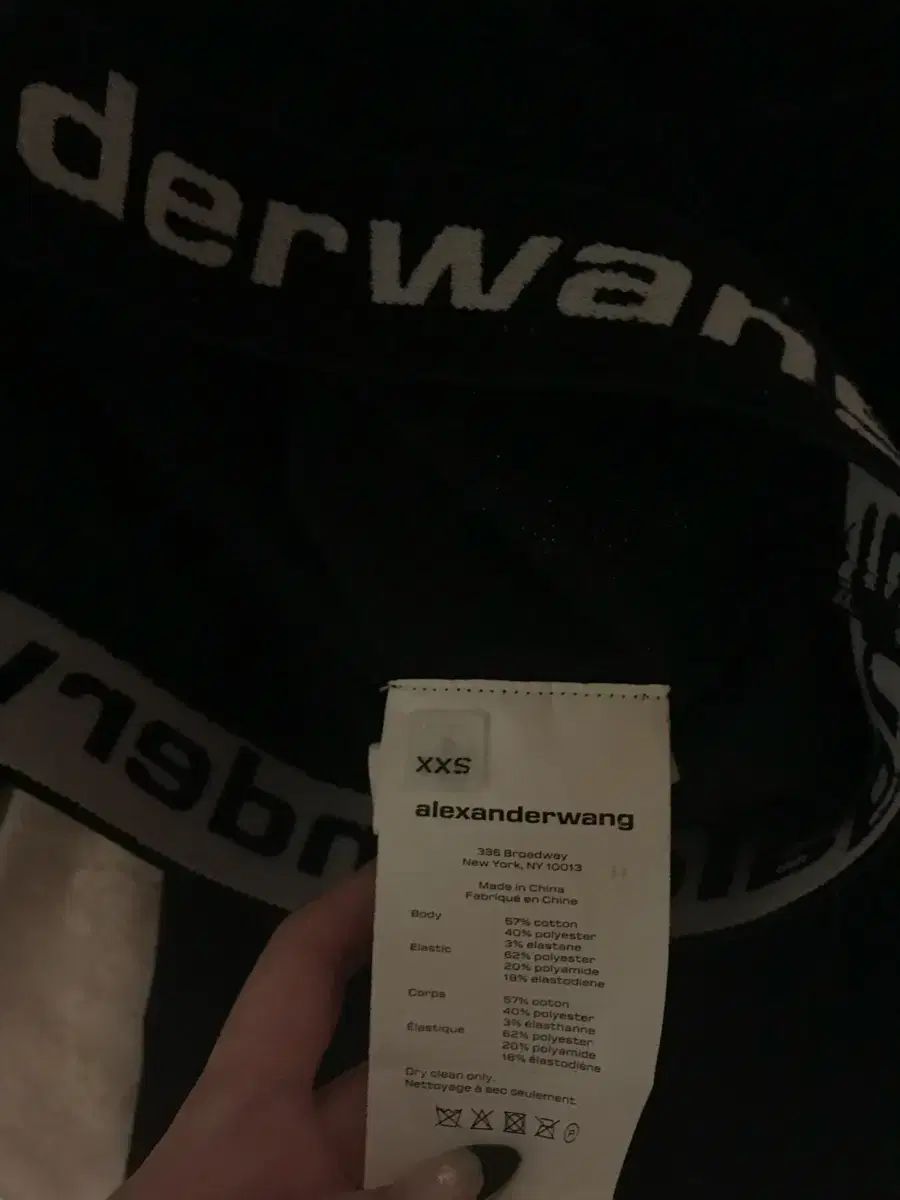 derwan
XXS
alexanderwang
386 Broadway
New York, NY 10013
Made in China
Fabriqué en Chine
Body
57% cotton
40% polyester
3% elastane
Elastic
62% polyester
20% polyamide
18% elastodiene
Corps
57% coton
40% polyester
3% élasthanne
Élastique
62% polyester
20% polyamide
18% élastodiène
Dry clean only.
Nettoyage à sec seulement.
P